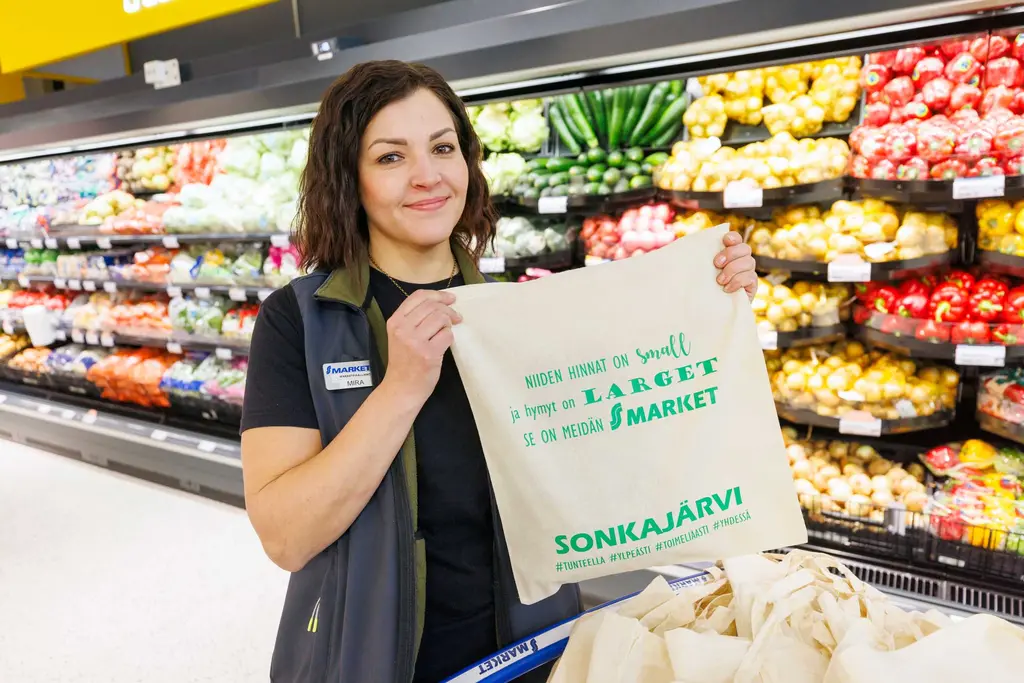 NIIDEN HINNAT ON small
ja hymyt on LARGET
SE ON MEIDÄN S MARKET
SONKAJÄRVI
#TUNTEELLA #YLPEÄSTI #TOIMELIAASTI #YHDESSÄ
S MARKET
MIRA
S MARKET